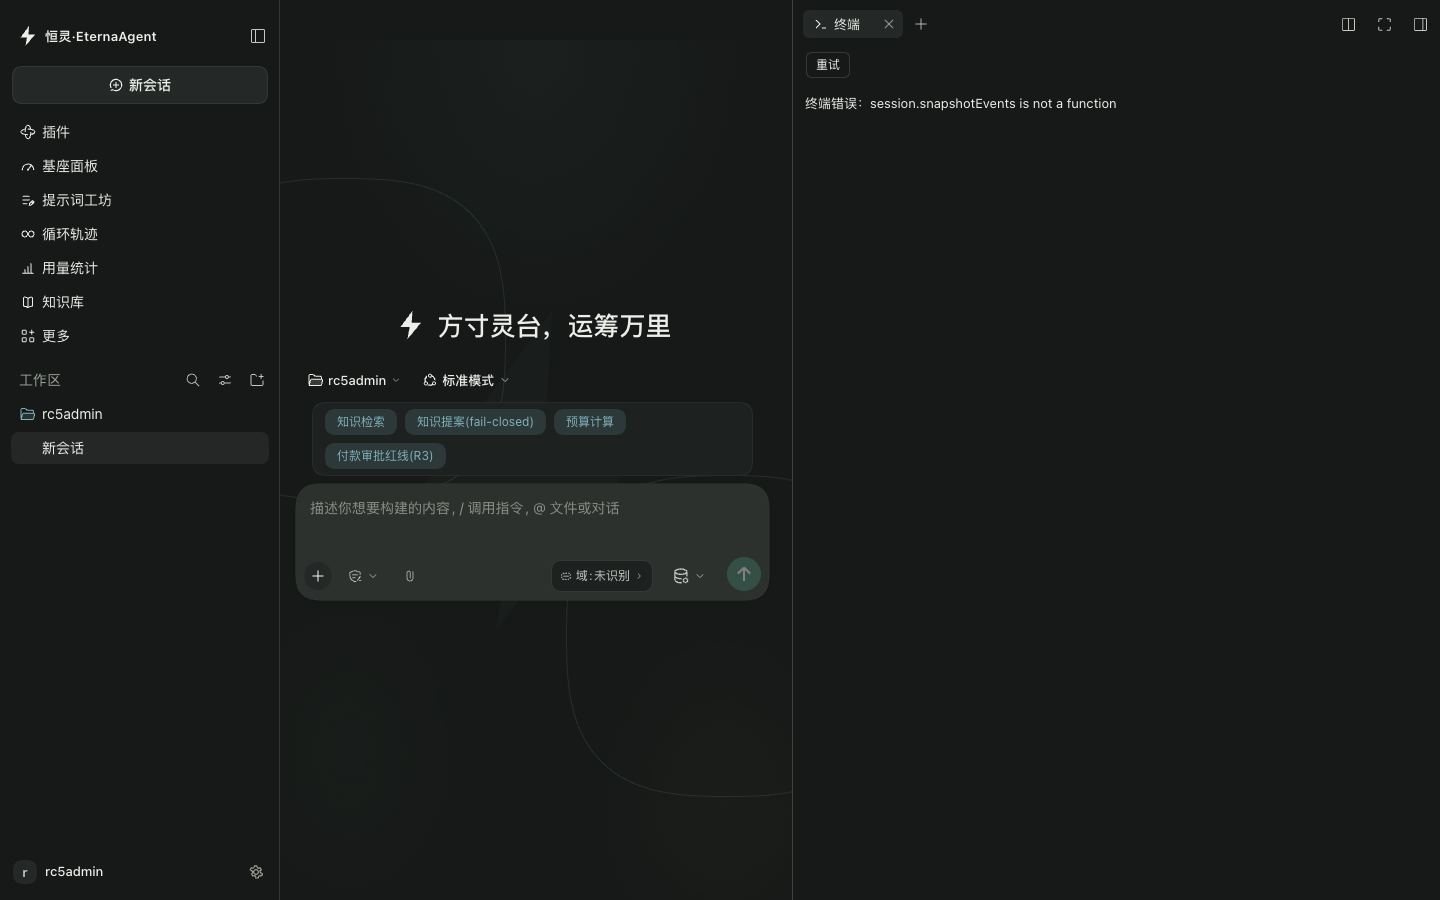 恒灵·EternaAgent
新会话
插件
基座面板
提示词工坊
循环轨迹
用量统计
知识库
更多
工作区
rc5admin
新会话
r rc5admin
方寸灵台，运筹万里
rc5admin 标准模式
知识检索 知识提案(fail-closed) 预算计算
付款审批红线(R3)
描述你想要构建的内容, / 调用指令, @ 文件或对话
域:未识别
终端
重试
终端错误：session.snapshotEvents is not a function